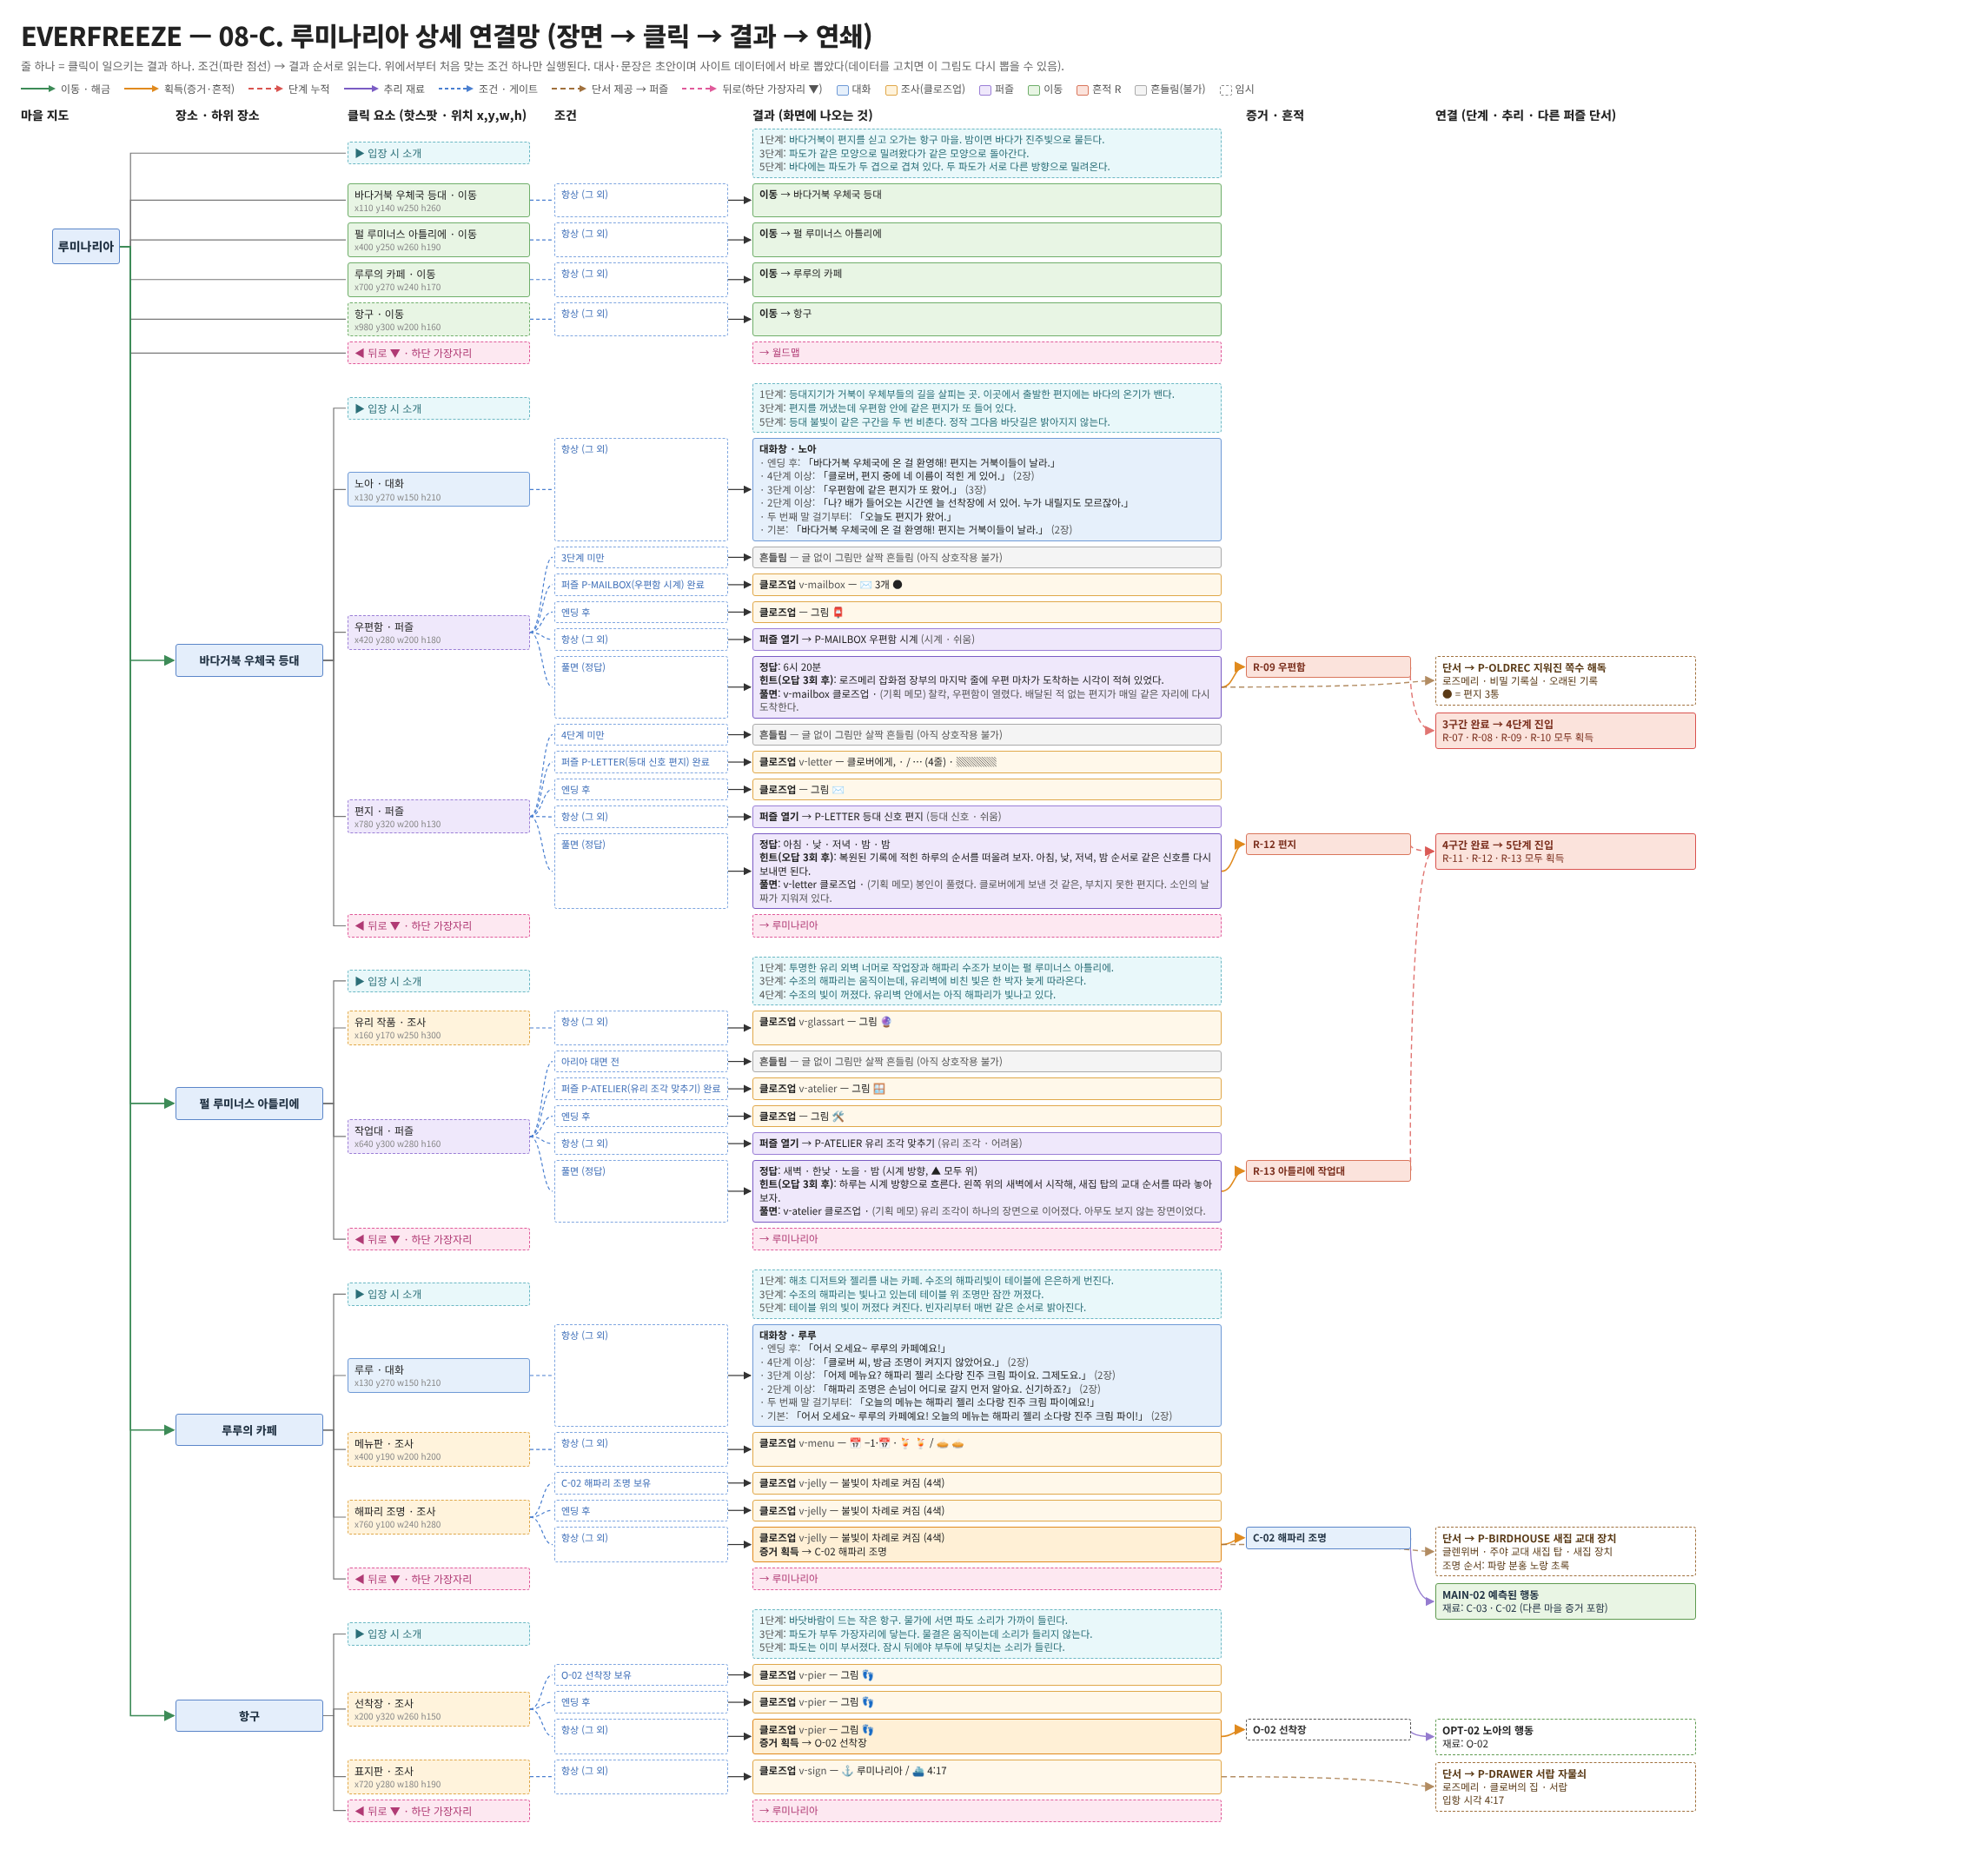 EVERFREEZE — 08-C. 루미나리아 상세 연결망 (장면 → 클릭 → 결과 → 연쇄)
줄 하나 = 클릭이 일으키는 결과 하나. 조건(파란 점선) → 결과 순서로 읽는다. 위에서부터 처음 맞는 조건 하나만 실행된다. 대사·문장은 초안이며 사이트 데이터에서 바로 뽑았다(데이터를 고치면 이 그림도 다시 뽑을 수 있음).
이동 · 해금 획득(증거·흔적) 단계 누적 추리 재료 조건 · 게이트 단서 제공 → 퍼즐 뒤로(하단 가장자리 ▼) 대화 조사(클로즈업) 퍼즐 이동 흔적 R 흔들림(불가) 임시
마을 지도 장소 · 하위 장소 클릭 요소 (핫스팟 · 위치 x,y,w,h) 조건 결과 (화면에 나오는 것) 증거 · 흔적 연결 (단계 · 추리 · 다른 퍼즐 단서)
루미나리아
▶ 입장 시 소개
1단계: 바다거북이 편지를 싣고 오가는 항구 마을. 밤이면 바다가 진주빛으로 물든다.
3단계: 파도가 같은 모양으로 밀려왔다가 같은 모양으로 돌아간다.
5단계: 바다에는 파도가 두 겹으로 겹쳐 있다. 두 파도가 서로 다른 방향으로 밀려온다.
바다거북 우체국 등대 · 이동
x110 y140 w250 h260
항상 (그 외)
이동 → 바다거북 우체국 등대
펄 루미너스 아틀리에 · 이동
x400 y250 w260 h190
항상 (그 외)
이동 → 펄 루미너스 아틀리에
루루의 카페 · 이동
x700 y270 w240 h170
항상 (그 외)
이동 → 루루의 카페
항구 · 이동
x980 y300 w200 h160
항상 (그 외)
이동 → 항구
◀ 뒤로 ▼ · 하단 가장자리
→ 월드맵
바다거북 우체국 등대
▶ 입장 시 소개
1단계: 등대지기가 거북이 우체부들의 길을 살피는 곳. 이곳에서 출발한 편지에는 바다의 온기가 밴다.
3단계: 편지를 꺼냈는데 우편함 안에 같은 편지가 또 들어 있다.
5단계: 등대 불빛이 같은 구간을 두 번 비춘다. 정작 그다음 바닷길은 밝아지지 않는다.
노아 · 대화
x130 y270 w150 h210
항상 (그 외)
대화창 · 노아
· 엔딩 후: 「바다거북 우체국에 온 걸 환영해! 편지는 거북이들이 날라.」
· 4단계 이상: 「클로버, 편지 중에 네 이름이 적힌 게 있어.」 (2장)
· 3단계 이상: 「우편함에 같은 편지가 또 왔어.」 (3장)
· 2단계 이상: 「나? 배가 들어오는 시간엔 늘 선착장에 서 있어. 누가 내릴지도 모르잖아.」
· 두 번째 말 걸기부터: 「오늘도 편지가 왔어.」
· 기본: 「바다거북 우체국에 온 걸 환영해! 편지는 거북이들이 날라.」 (2장)
우편함 · 퍼즐
x420 y280 w200 h180
3단계 미만
흔들림 — 글 없이 그림만 살짝 흔들림 (아직 상호작용 불가)
퍼즐 P-MAILBOX(우편함 시계) 완료
클로즈업 v-mailbox — ✉️ 3개 ●
엔딩 후
클로즈업 — 그림 📮
항상 (그 외)
퍼즐 열기 → P-MAILBOX 우편함 시계 (시계 · 쉬움)
풀면 (정답)
정답: 6시 20분
힌트(오답 3회 후): 로즈메리 잡화점 장부의 마지막 줄에 우편 마차가 도착하는 시각이 적혀 있었다.
풀면: v-mailbox 클로즈업 · (기획 메모) 찰칵, 우편함이 열렸다. 배달된 적 없는 편지가 매일 같은 자리에 다시
도착한다.
R-09 우편함
단서 → P-OLDREC 지워진 쪽수 해독
로즈메리 · 비밀 기록실 · 오래된 기록
● = 편지 3통
3구간 완료 → 4단계 진입
R-07 · R-08 · R-09 · R-10 모두 획득
편지 · 퍼즐
x780 y320 w200 h130
4단계 미만
흔들림 — 글 없이 그림만 살짝 흔들림 (아직 상호작용 불가)
퍼즐 P-LETTER(등대 신호 편지) 완료
클로즈업 v-letter — 클로버에게, · / ⋯ (4줄) · ▒▒▒▒▒
엔딩 후
클로즈업 — 그림 ✉️
항상 (그 외)
퍼즐 열기 → P-LETTER 등대 신호 편지 (등대 신호 · 쉬움)
풀면 (정답)
정답: 아침 · 낮 · 저녁 · 밤 · 밤
힌트(오답 3회 후): 복원된 기록에 적힌 하루의 순서를 떠올려 보자. 아침, 낮, 저녁, 밤 순서로 같은 신호를 다시
보내면 된다.
풀면: v-letter 클로즈업 · (기획 메모) 봉인이 풀렸다. 클로버에게 보낸 것 같은, 부치지 못한 편지다. 소인의 날
짜가 지워져 있다.
R-12 편지
4구간 완료 → 5단계 진입
R-11 · R-12 · R-13 모두 획득
◀ 뒤로 ▼ · 하단 가장자리
→ 루미나리아
펄 루미너스 아틀리에
▶ 입장 시 소개
1단계: 투명한 유리 외벽 너머로 작업장과 해파리 수조가 보이는 펄 루미너스 아틀리에.
3단계: 수조의 해파리는 움직이는데, 유리벽에 비친 빛은 한 박자 늦게 따라온다.
4단계: 수조의 빛이 꺼졌다. 유리벽 안에서는 아직 해파리가 빛나고 있다.
유리 작품 · 조사
x160 y170 w250 h300
항상 (그 외)
클로즈업 v-glassart — 그림 🔮
작업대 · 퍼즐
x640 y300 w280 h160
아리아 대면 전
흔들림 — 글 없이 그림만 살짝 흔들림 (아직 상호작용 불가)
퍼즐 P-ATELIER(유리 조각 맞추기) 완료
클로즈업 v-atelier — 그림 🪟
엔딩 후
클로즈업 — 그림 🛠️
항상 (그 외)
퍼즐 열기 → P-ATELIER 유리 조각 맞추기 (유리 조각 · 어려움)
풀면 (정답)
정답: 새벽 · 한낮 · 노을 · 밤 (시계 방향, ▲ 모두 위)
힌트(오답 3회 후): 하루는 시계 방향으로 흐른다. 왼쪽 위의 새벽에서 시작해, 새집 탑의 교대 순서를 따라 놓아
보자.
풀면: v-atelier 클로즈업 · (기획 메모) 유리 조각이 하나의 장면으로 이어졌다. 아무도 보지 않는 장면이었다.
R-13 아틀리에 작업대
◀ 뒤로 ▼ · 하단 가장자리
→ 루미나리아
루루의 카페
▶ 입장 시 소개
1단계: 해초 디저트와 젤리를 내는 카페. 수조의 해파리빛이 테이블에 은은하게 번진다.
3단계: 수조의 해파리는 빛나고 있는데 테이블 위 조명만 잠깐 꺼졌다.
5단계: 테이블 위의 빛이 꺼졌다 켜진다. 빈자리부터 매번 같은 순서로 밝아진다.
루루 · 대화
x130 y270 w150 h210
항상 (그 외)
대화창 · 루루
· 엔딩 후: 「어서 오세요~ 루루의 카페예요!」
· 4단계 이상: 「클로버 씨, 방금 조명이 켜지지 않았어요.」 (2장)
· 3단계 이상: 「어제 메뉴요? 해파리 젤리 소다랑 진주 크림 파이요. 그제도요.」 (2장)
· 2단계 이상: 「해파리 조명은 손님이 어디로 갈지 먼저 알아요. 신기하죠?」 (2장)
· 두 번째 말 걸기부터: 「오늘의 메뉴는 해파리 젤리 소다랑 진주 크림 파이예요!」
· 기본: 「어서 오세요~ 루루의 카페예요! 오늘의 메뉴는 해파리 젤리 소다랑 진주 크림 파이!」 (2장)
메뉴판 · 조사
x400 y190 w200 h200
항상 (그 외)
클로즈업 v-menu — 📅 −1·📅 · 🍹 🍹 / 🥧 🥧
해파리 조명 · 조사
x760 y100 w240 h280
C-02 해파리 조명 보유
클로즈업 v-jelly — 불빛이 차례로 켜짐 (4색)
엔딩 후
클로즈업 v-jelly — 불빛이 차례로 켜짐 (4색)
항상 (그 외)
클로즈업 v-jelly — 불빛이 차례로 켜짐 (4색)
증거 획득 → C-02 해파리 조명
C-02 해파리 조명
단서 → P-BIRDHOUSE 새집 교대 장치
글렌위버 · 주야 교대 새집 탑 · 새집 장치
조명 순서: 파랑 분홍 노랑 초록
MAIN-02 예측된 행동
재료: C-03 · C-02 (다른 마을 증거 포함)
◀ 뒤로 ▼ · 하단 가장자리
→ 루미나리아
항구
▶ 입장 시 소개
1단계: 바닷바람이 드는 작은 항구. 물가에 서면 파도 소리가 가까이 들린다.
3단계: 파도가 부두 가장자리에 닿는다. 물결은 움직이는데 소리가 들리지 않는다.
5단계: 파도는 이미 부서졌다. 잠시 뒤에야 부두에 부딪치는 소리가 들린다.
선착장 · 조사
x200 y320 w260 h150
O-02 선착장 보유
클로즈업 v-pier — 그림 👣
엔딩 후
클로즈업 v-pier — 그림 👣
항상 (그 외)
클로즈업 v-pier — 그림 👣
증거 획득 → O-02 선착장
O-02 선착장
OPT-02 노아의 행동
재료: O-02
표지판 · 조사
x720 y280 w180 h190
항상 (그 외)
클로즈업 v-sign — ⚓ 루미나리아 / ⛴️ 4:17
단서 → P-DRAWER 서랍 자물쇠
로즈메리 · 클로버의 집 · 서랍
입항 시각 4:17
◀ 뒤로 ▼ · 하단 가장자리
→ 루미나리아